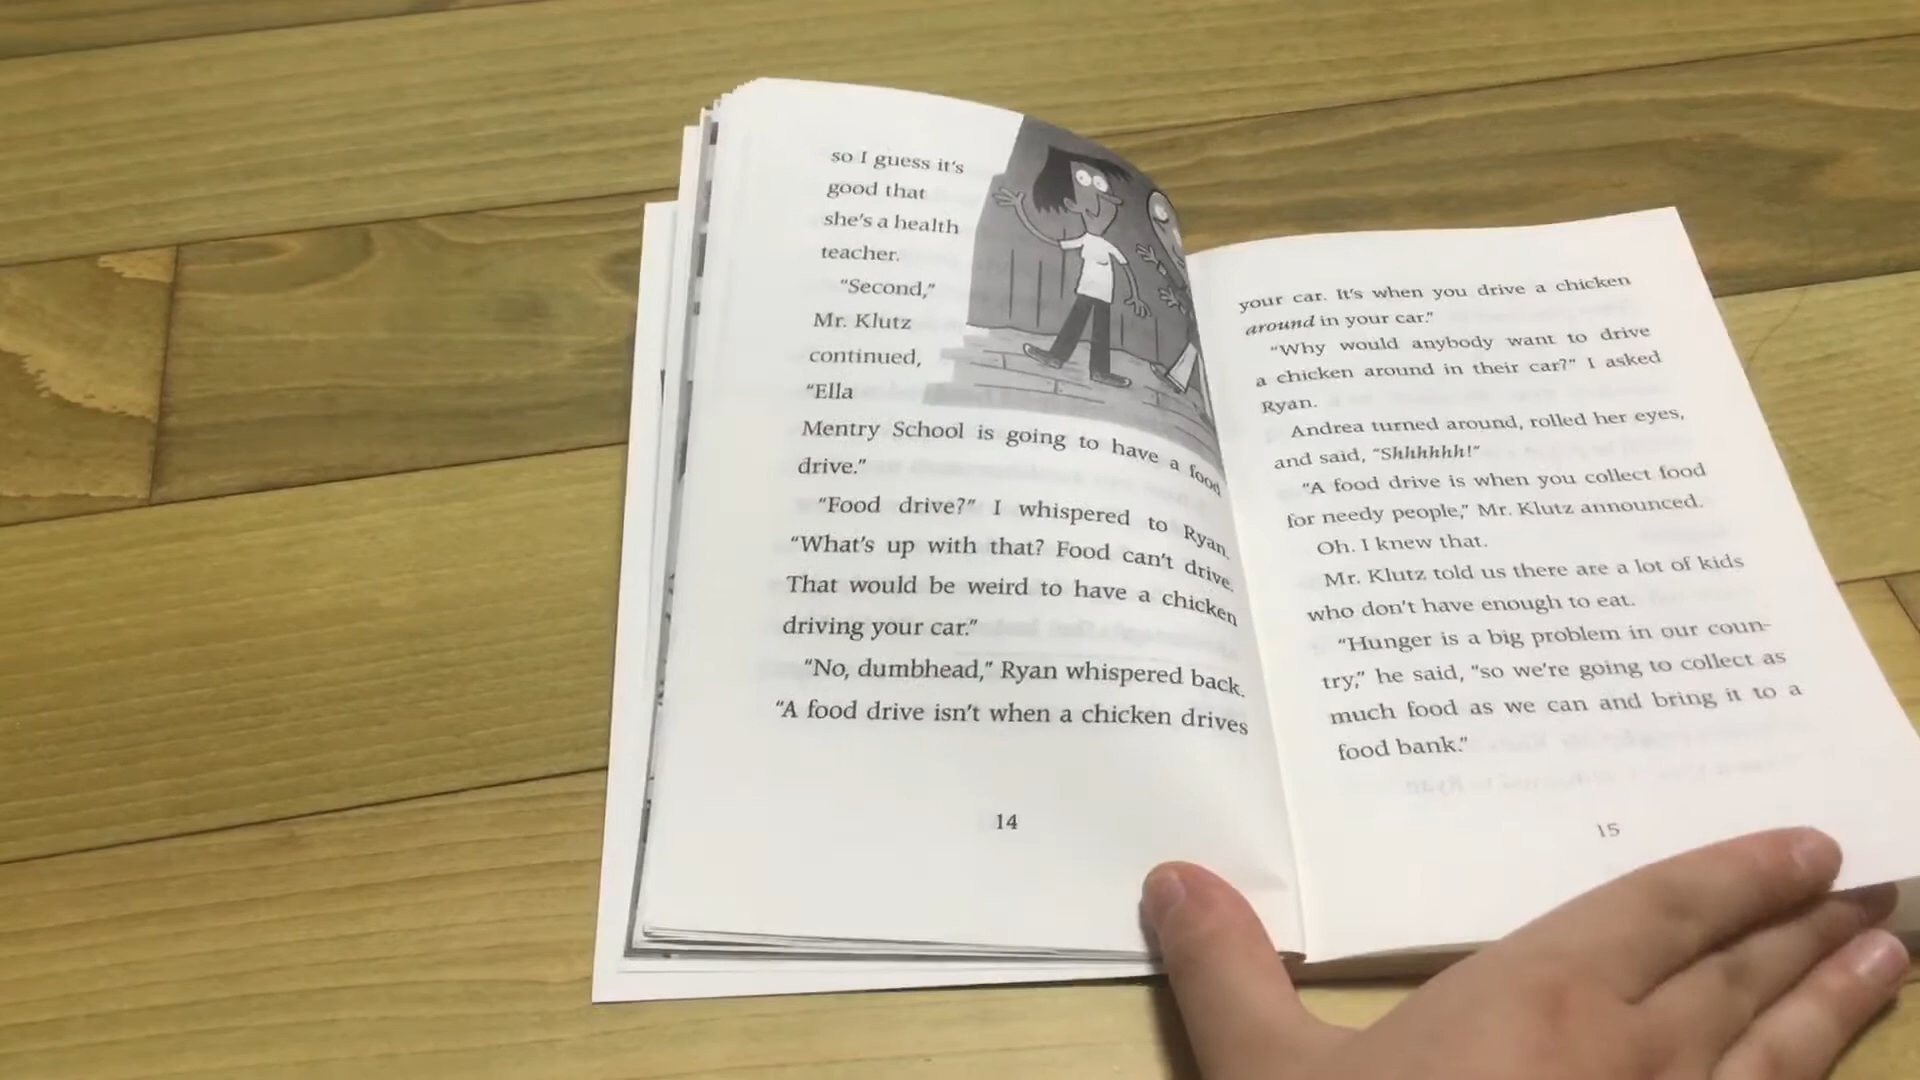 so I guess it's
good that
she's a health
teacher.
"Second,"
Mr. Klutz
continued,
"Ella
Mentry School is going to have a food
drive."
"Food drive?" I whispered to Ryan.
"What's up with that? Food can't drive.
That would be weird to have a chicken
driving your car."
"No, dumbhead," Ryan whispered back.
"A food drive isn't when a chicken drives
14
your car. It's when you drive a chicken
around in your car."
"Why would anybody want to drive
a chicken around in their car?" I asked
Ryan.
Andrea turned around, rolled her eyes,
and said, "Shhhhhh!"
"A food drive is when you collect food
for needy people," Mr. Klutz announced.
Oh. I knew that.
Mr. Klutz told us there are a lot of kids
who don't have enough to eat.
"Hunger is a big problem in our coun-
try," he said, "so we're going to collect as
much food as we can and bring it to a
food bank."
15